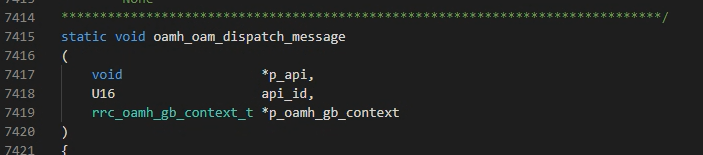 7413 None
7414 ******************************************************************************/
7415 static void oamh_oam_dispatch_message
7416 (
7417 void *p_api,
7418 U16 api_id,
7419 rrc_oamh_gb_context_t *p_oamh_gb_context
7420 )
7421 {